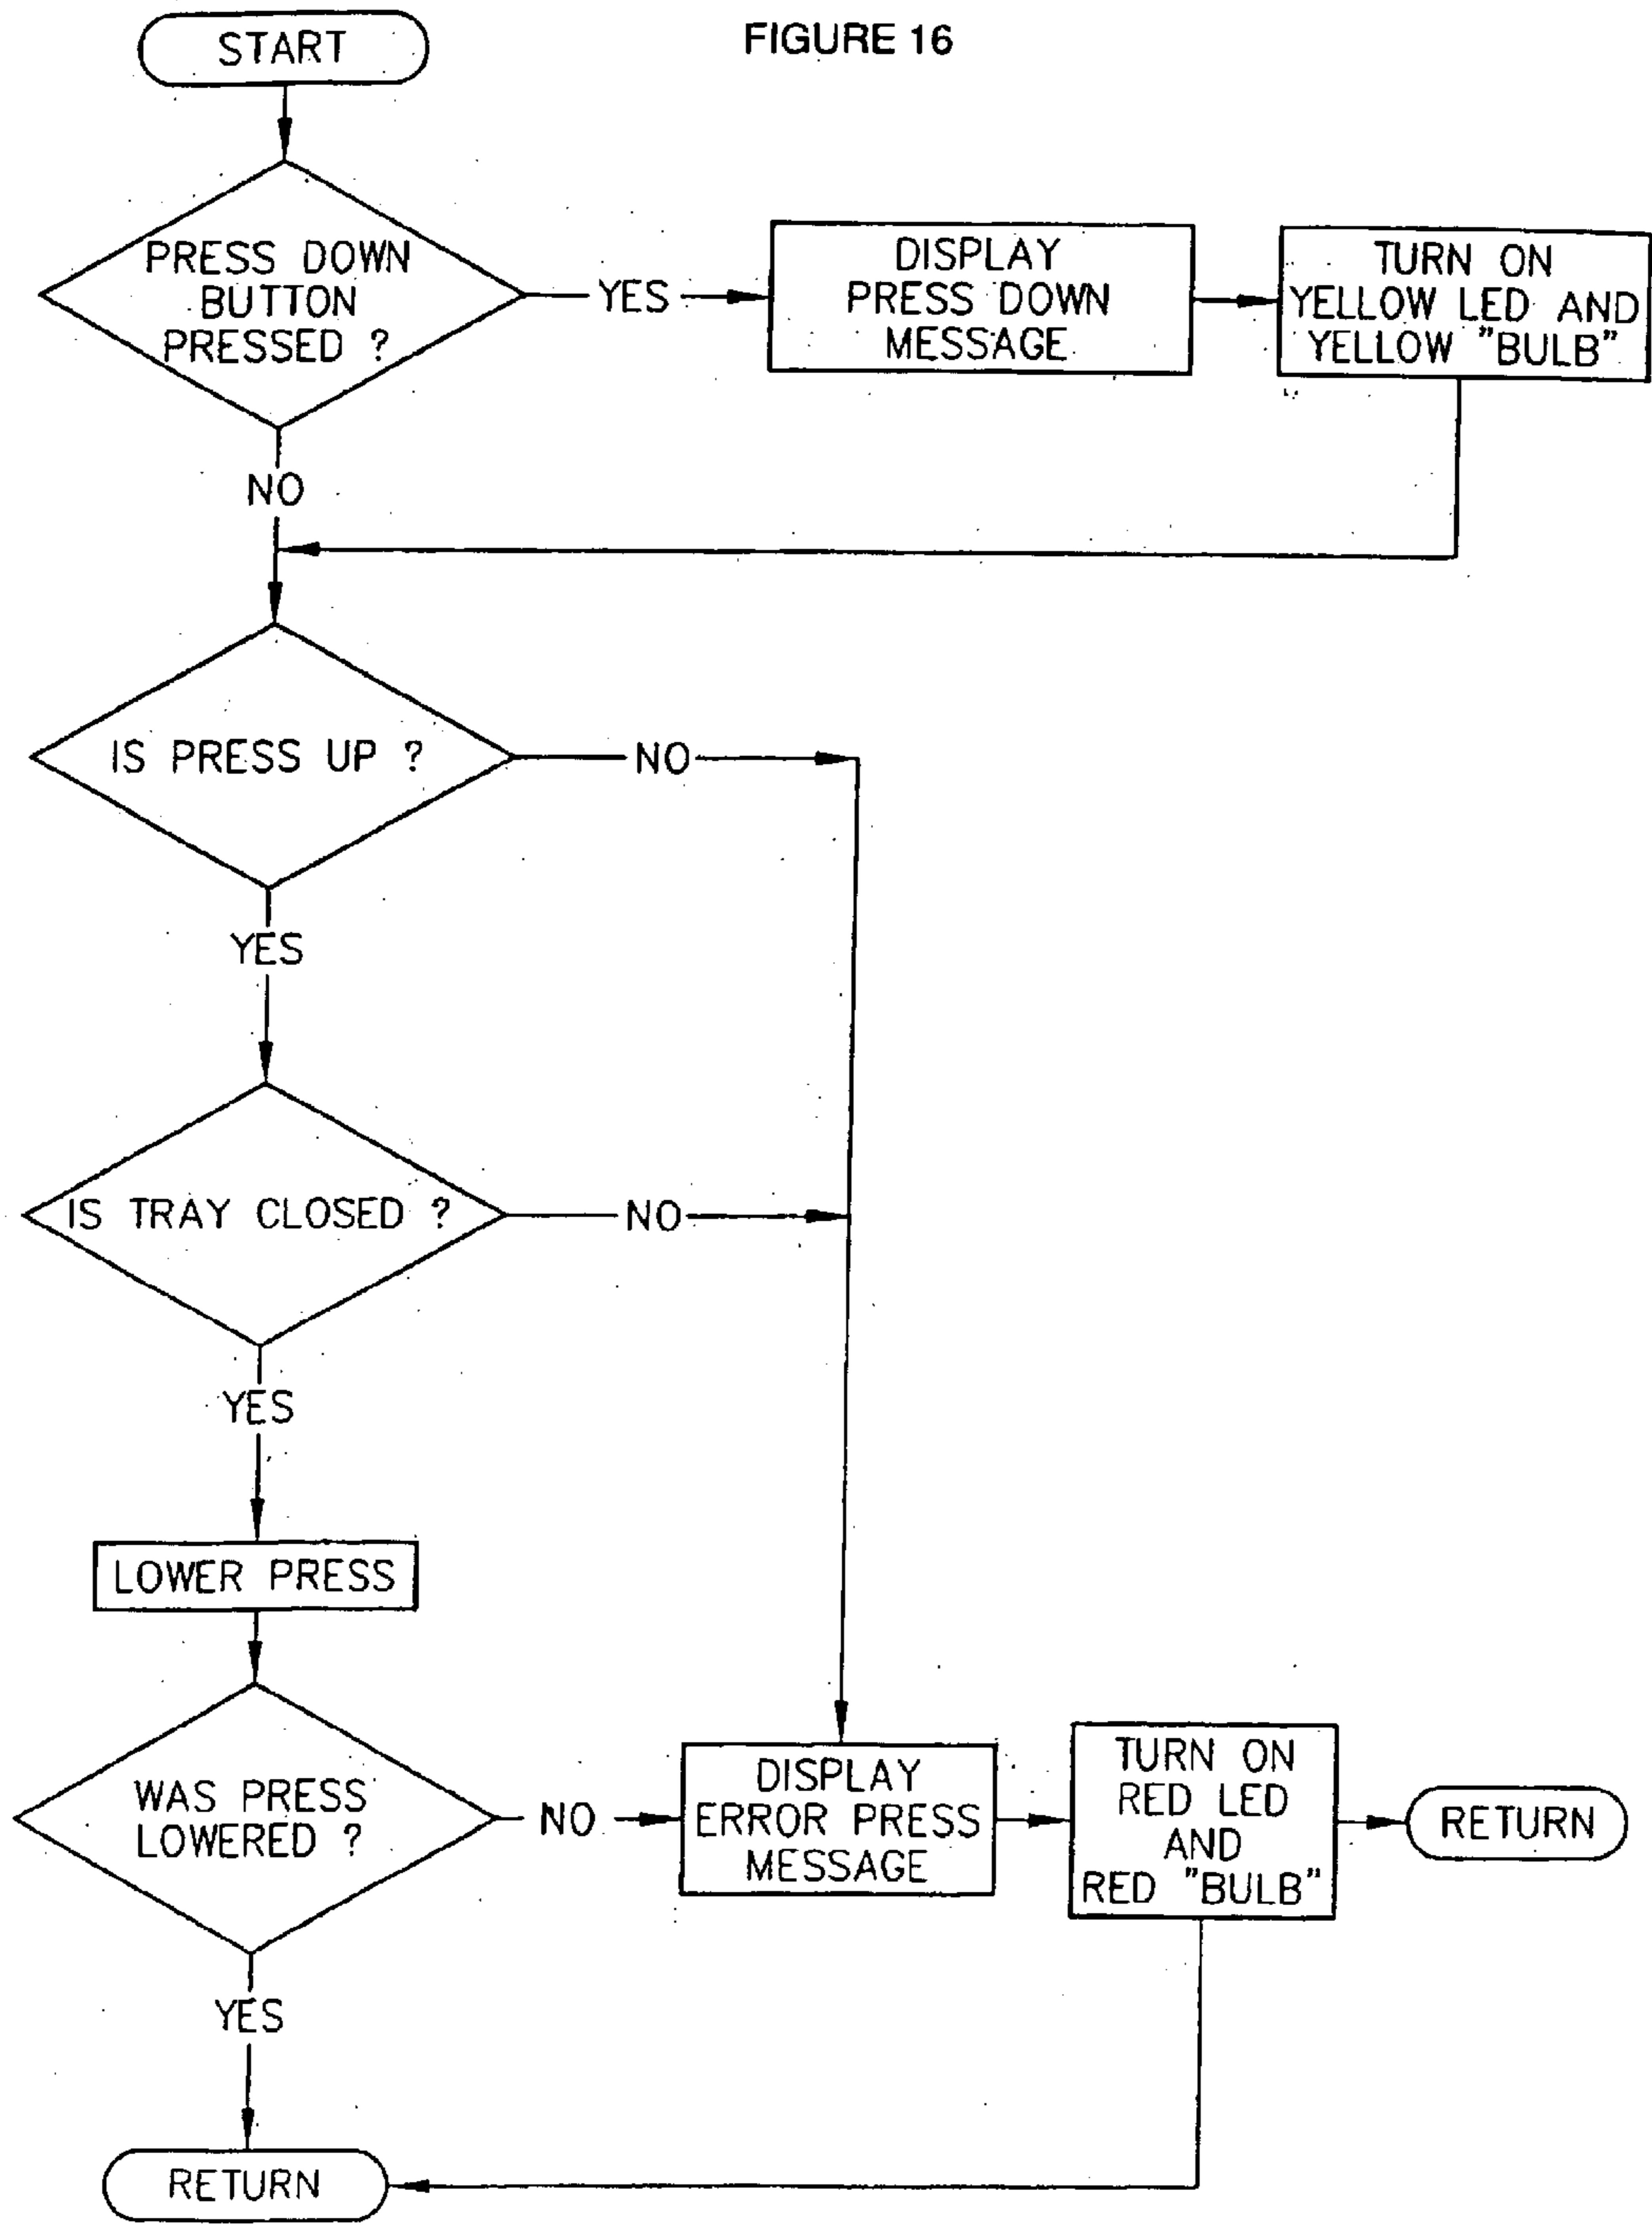 FIGURE 16
START
PRESS DOWN
BUTTON
PRESSED ?
YES
DISPLAY
PRESS DOWN
MESSAGE
TURN ON
YELLOW LED AND
YELLOW "BULB"
NO
IS PRESS UP ?
NO
YES
IS TRAY CLOSED ?
NO
YES
LOWER PRESS
WAS PRESS
LOWERED ?
NO
DISPLAY
ERROR PRESS
MESSAGE
TURN ON
RED LED
AND
RED "BULB"
RETURN
YES
RETURN